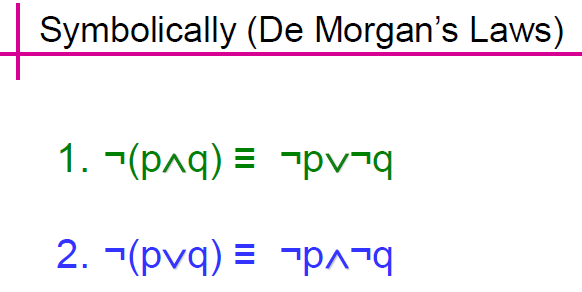 Symbolically (De Morgan’s Laws)
1. ¬(p∧q) ≡ ¬p∨¬q
2. ¬(p∨q) ≡ ¬p∧¬q